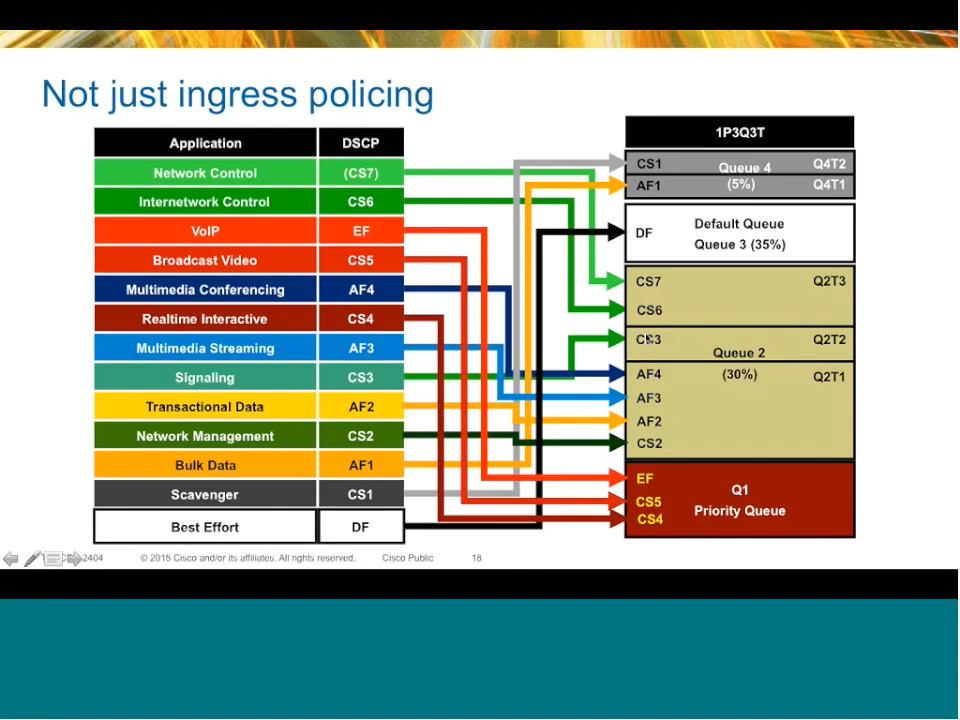 Not just ingress policing
Application DSCP
Network Control (CS7)
Internetwork Control CS6
VoIP EF
Broadcast Video CS5
Multimedia Conferencing AF4
Realtime Interactive CS4
Multimedia Streaming AF3
Signaling CS3
Transactional Data AF2
Network Management CS2
Bulk Data AF1
Scavenger CS1
Best Effort DF
1P3Q3T
CS1 Queue 4 Q4T2
AF1 (5%) Q4T1
DF Default Queue
Queue 3 (35%)
CS7 Q2T3
CS6
CS3 Q2T2
Queue 2
AF4 (30%) Q2T1
AF3
AF2
CS2
EF
Q1
CS5 Priority Queue
CS4
2404 © 2015 Cisco and/or its affiliates. All rights reserved. Cisco Public 18